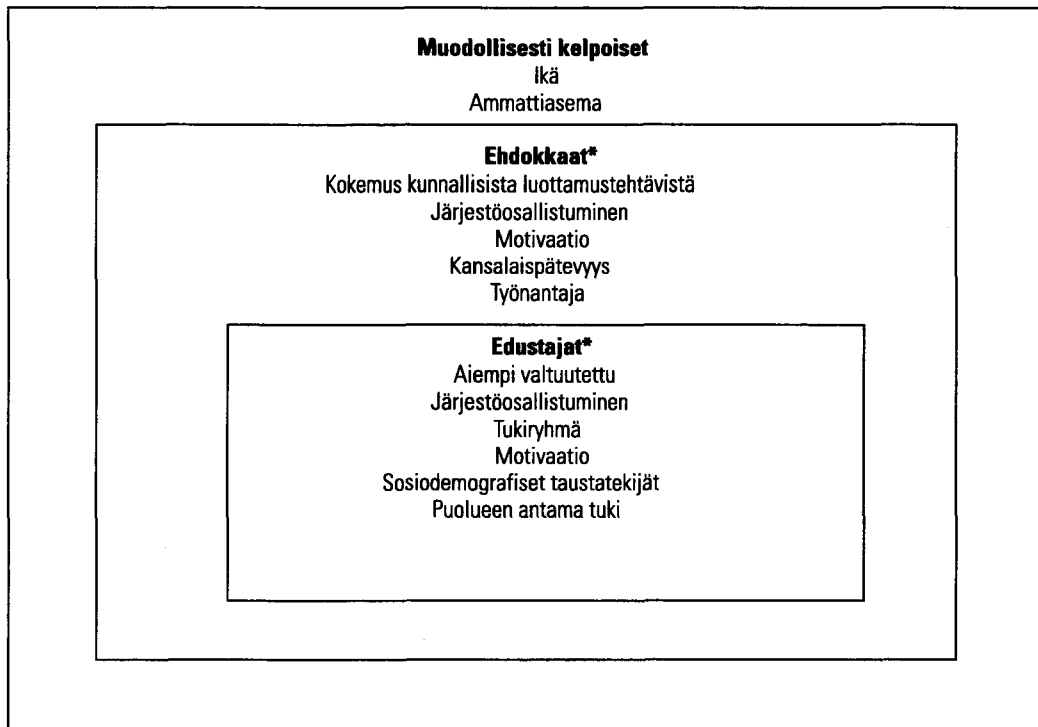 Muodollisesti kelpoiset
Ikä
Ammattiasema
Ehdokkaat*
Kokemus kunnallisista luottamustehtävistä
Järjestöosallistuminen
Motivaatio
Kansalaispätevyys
Työnantaja
Edustajat*
Aiempi valtuutettu
Järjestöosallistuminen
Tukiryhmä
Motivaatio
Sosiodemografiset taustatekijät
Puolueen antama tuki